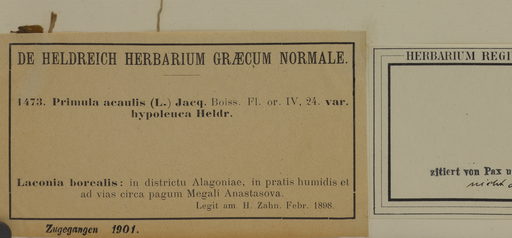 DE HELDREICH HERBARIUM GRÆCUM NORMALE.
1473. Primula acaulis (L.) Jacq. Boiss. Fl. or. IV, 24. var.
hypoleuca Heldr.
Laconia borealis: in districtu Alagoniae, in pratis humidis et
ad vias circa pagum Megali Anastasova.
Legit am. H. Zahn. Febr. 1898.
Zugegangen 1901.
HERBARIUM REGI
zitiert von Pax u
nicht